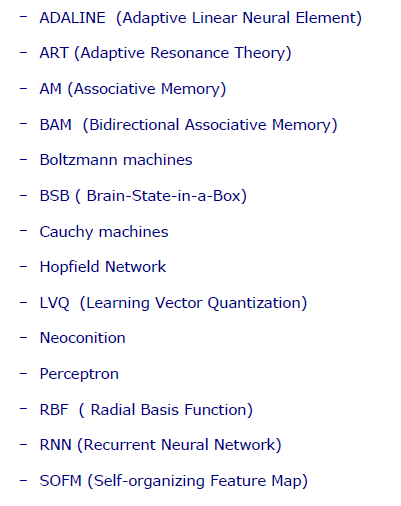 – ADALINE (Adaptive Linear Neural Element)
– ART (Adaptive Resonance Theory)
– AM (Associative Memory)
– BAM (Bidirectional Associative Memory)
– Boltzmann machines
– BSB ( Brain-State-in-a-Box)
– Cauchy machines
– Hopfield Network
– LVQ (Learning Vector Quantization)
– Neoconition
– Perceptron
– RBF ( Radial Basis Function)
– RNN (Recurrent Neural Network)
– SOFM (Self-organizing Feature Map)